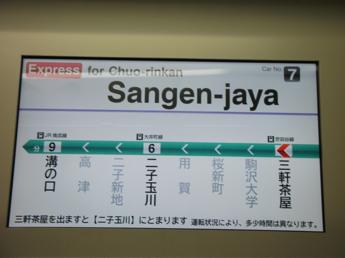 Express for Chuo-rinkan
Car No. 7
Sangen-jaya
JR南武線
大井町線
世田谷線
分 9 6
溝の口
高津
二子新地
二子玉川
用賀
桜新町
駒沢大学
三軒茶屋
三軒茶屋を出ますと【二子玉川】にとまります
運転状況により、多少時間は異なります。